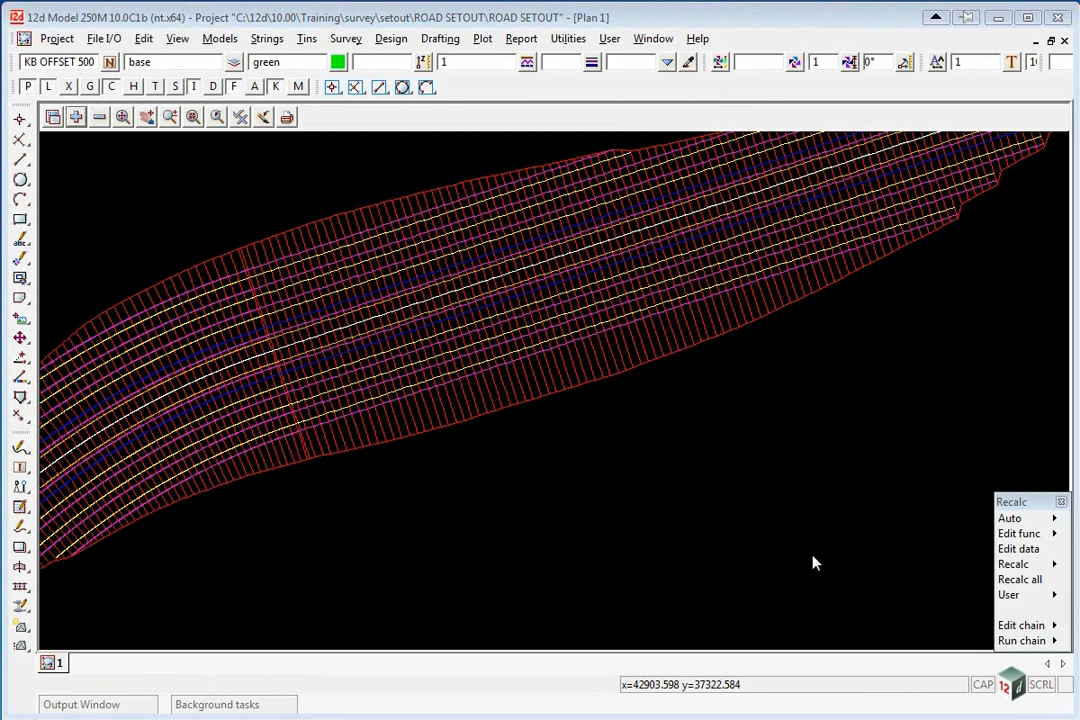 12d Model 250M 10.0C1b (nt.x64) - Project "C:\12d\10.00\Training\survey\setout\ROAD SETOUT\ROAD SETOUT" - [Plan 1]
Project File I/O Edit View Models Strings Tins Survey Design Drafting Plot Report Utilities User Window Help
KB OFFSET 500 N base green 1 1 0° 1 T
P L X G C H T S I D F A K M
Recalc
Auto
Edit func
Edit data
Recalc
Recalc all
User
Edit chain
Run chain
1
x=42903.598 y=37322.584 CAP 12d SCRL
Output Window Background tasks